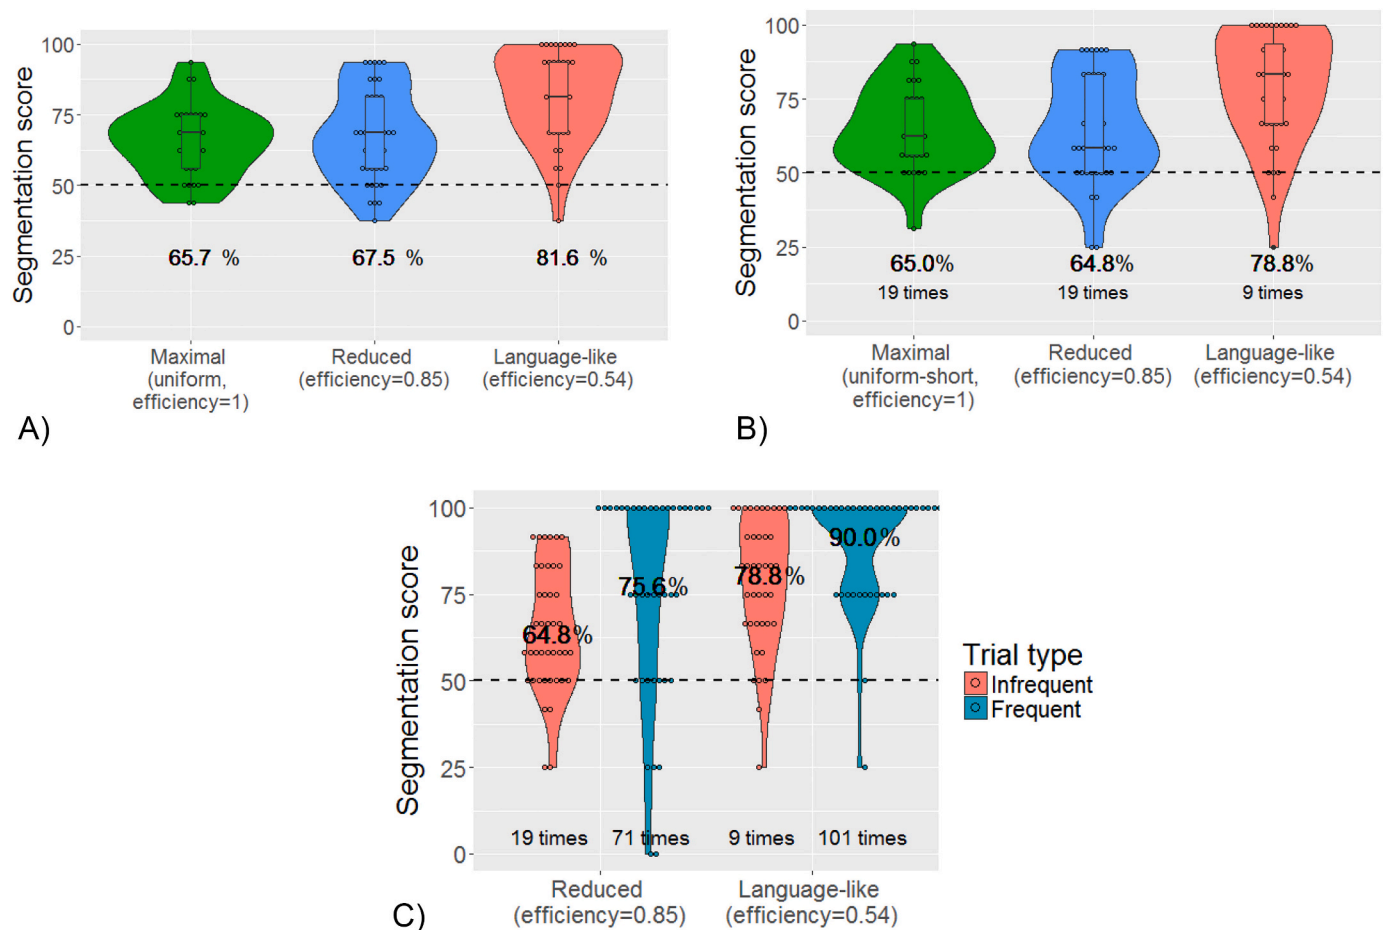 100
75
50
25
0
Segmentation score
65.7 %
67.5 %
81.6 %
Maximal
(uniform,
efficiency=1)
Reduced
(efficiency=0.85)
Language-like
(efficiency=0.54)
A)
100
75
50
25
0
Segmentation score
65.0%
64.8%
78.8%
19 times
19 times
9 times
Maximal
(uniform-short,
efficiency=1)
Reduced
(efficiency=0.85)
Language-like
(efficiency=0.54)
B)
100
75
50
25
0
Segmentation score
64.8%
75.6%
78.8%
90.0%
19 times
71 times
9 times
101 times
Reduced
(efficiency=0.85)
Language-like
(efficiency=0.54)
C)
Trial type
Infrequent
Frequent